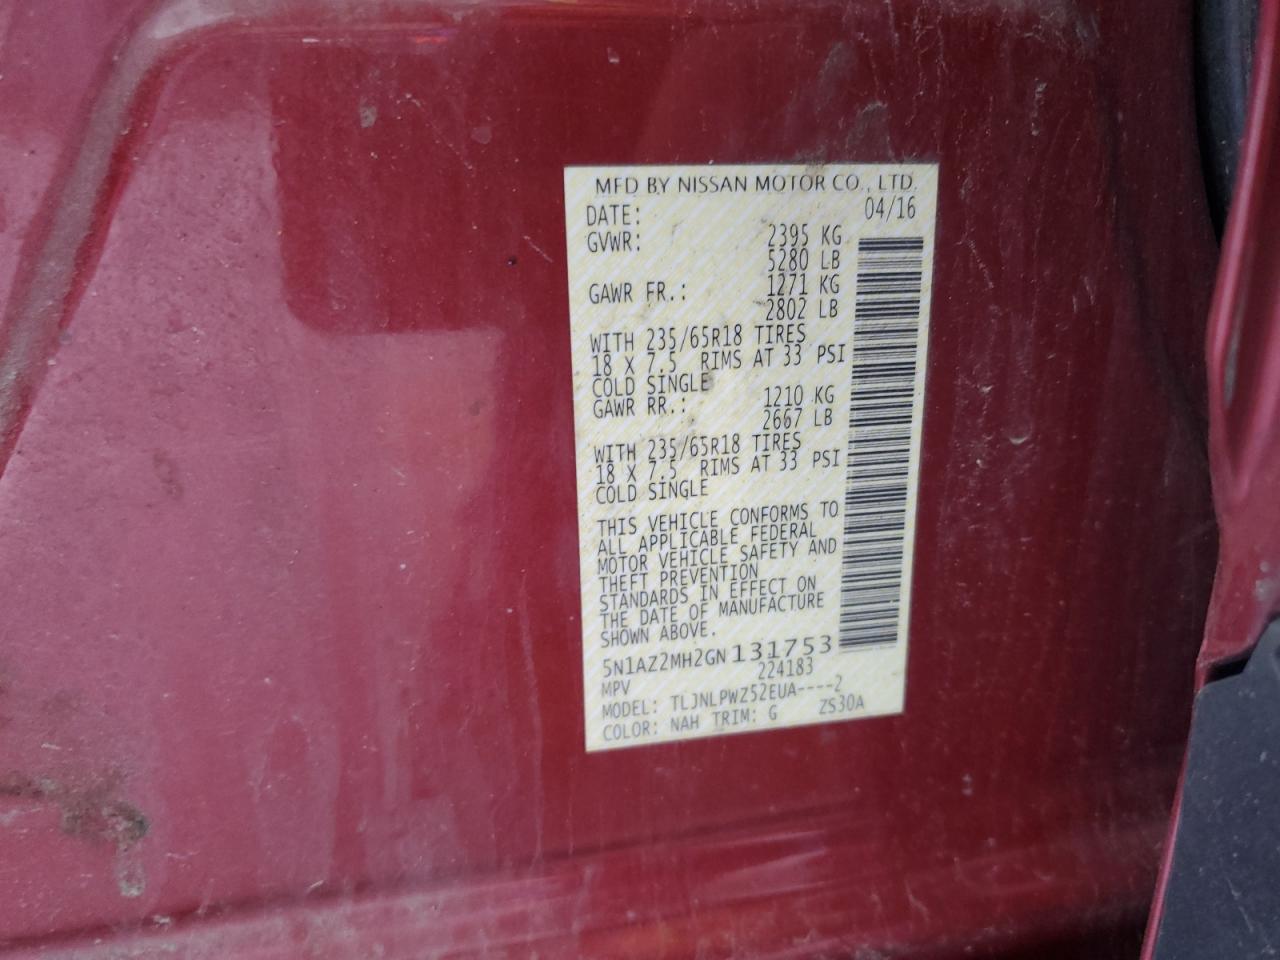 MFD BY NISSAN MOTOR CO., LTD.
DATE: 04/16
GVWR: 2395 KG
5280 LB
GAWR FR.: 1271 KG
2802 LB
WITH 235/65R18 TIRES
18 X 7.5 RIMS AT 33 PSI
COLD SINGLE
GAWR RR.: 1210 KG
2667 LB
WITH 235/65R18 TIRES
18 X 7.5 RIMS AT 33 PSI
COLD SINGLE
THIS VEHICLE CONFORMS TO
ALL APPLICABLE FEDERAL
MOTOR VEHICLE SAFETY AND
THEFT PREVENTION
STANDARDS IN EFFECT ON
THE DATE OF MANUFACTURE
SHOWN ABOVE.
5N1AZ2MH2GN131753
MPV 224183
MODEL: TLJNLPWZ52EUA----2
COLOR: NAH TRIM: G ZS30A